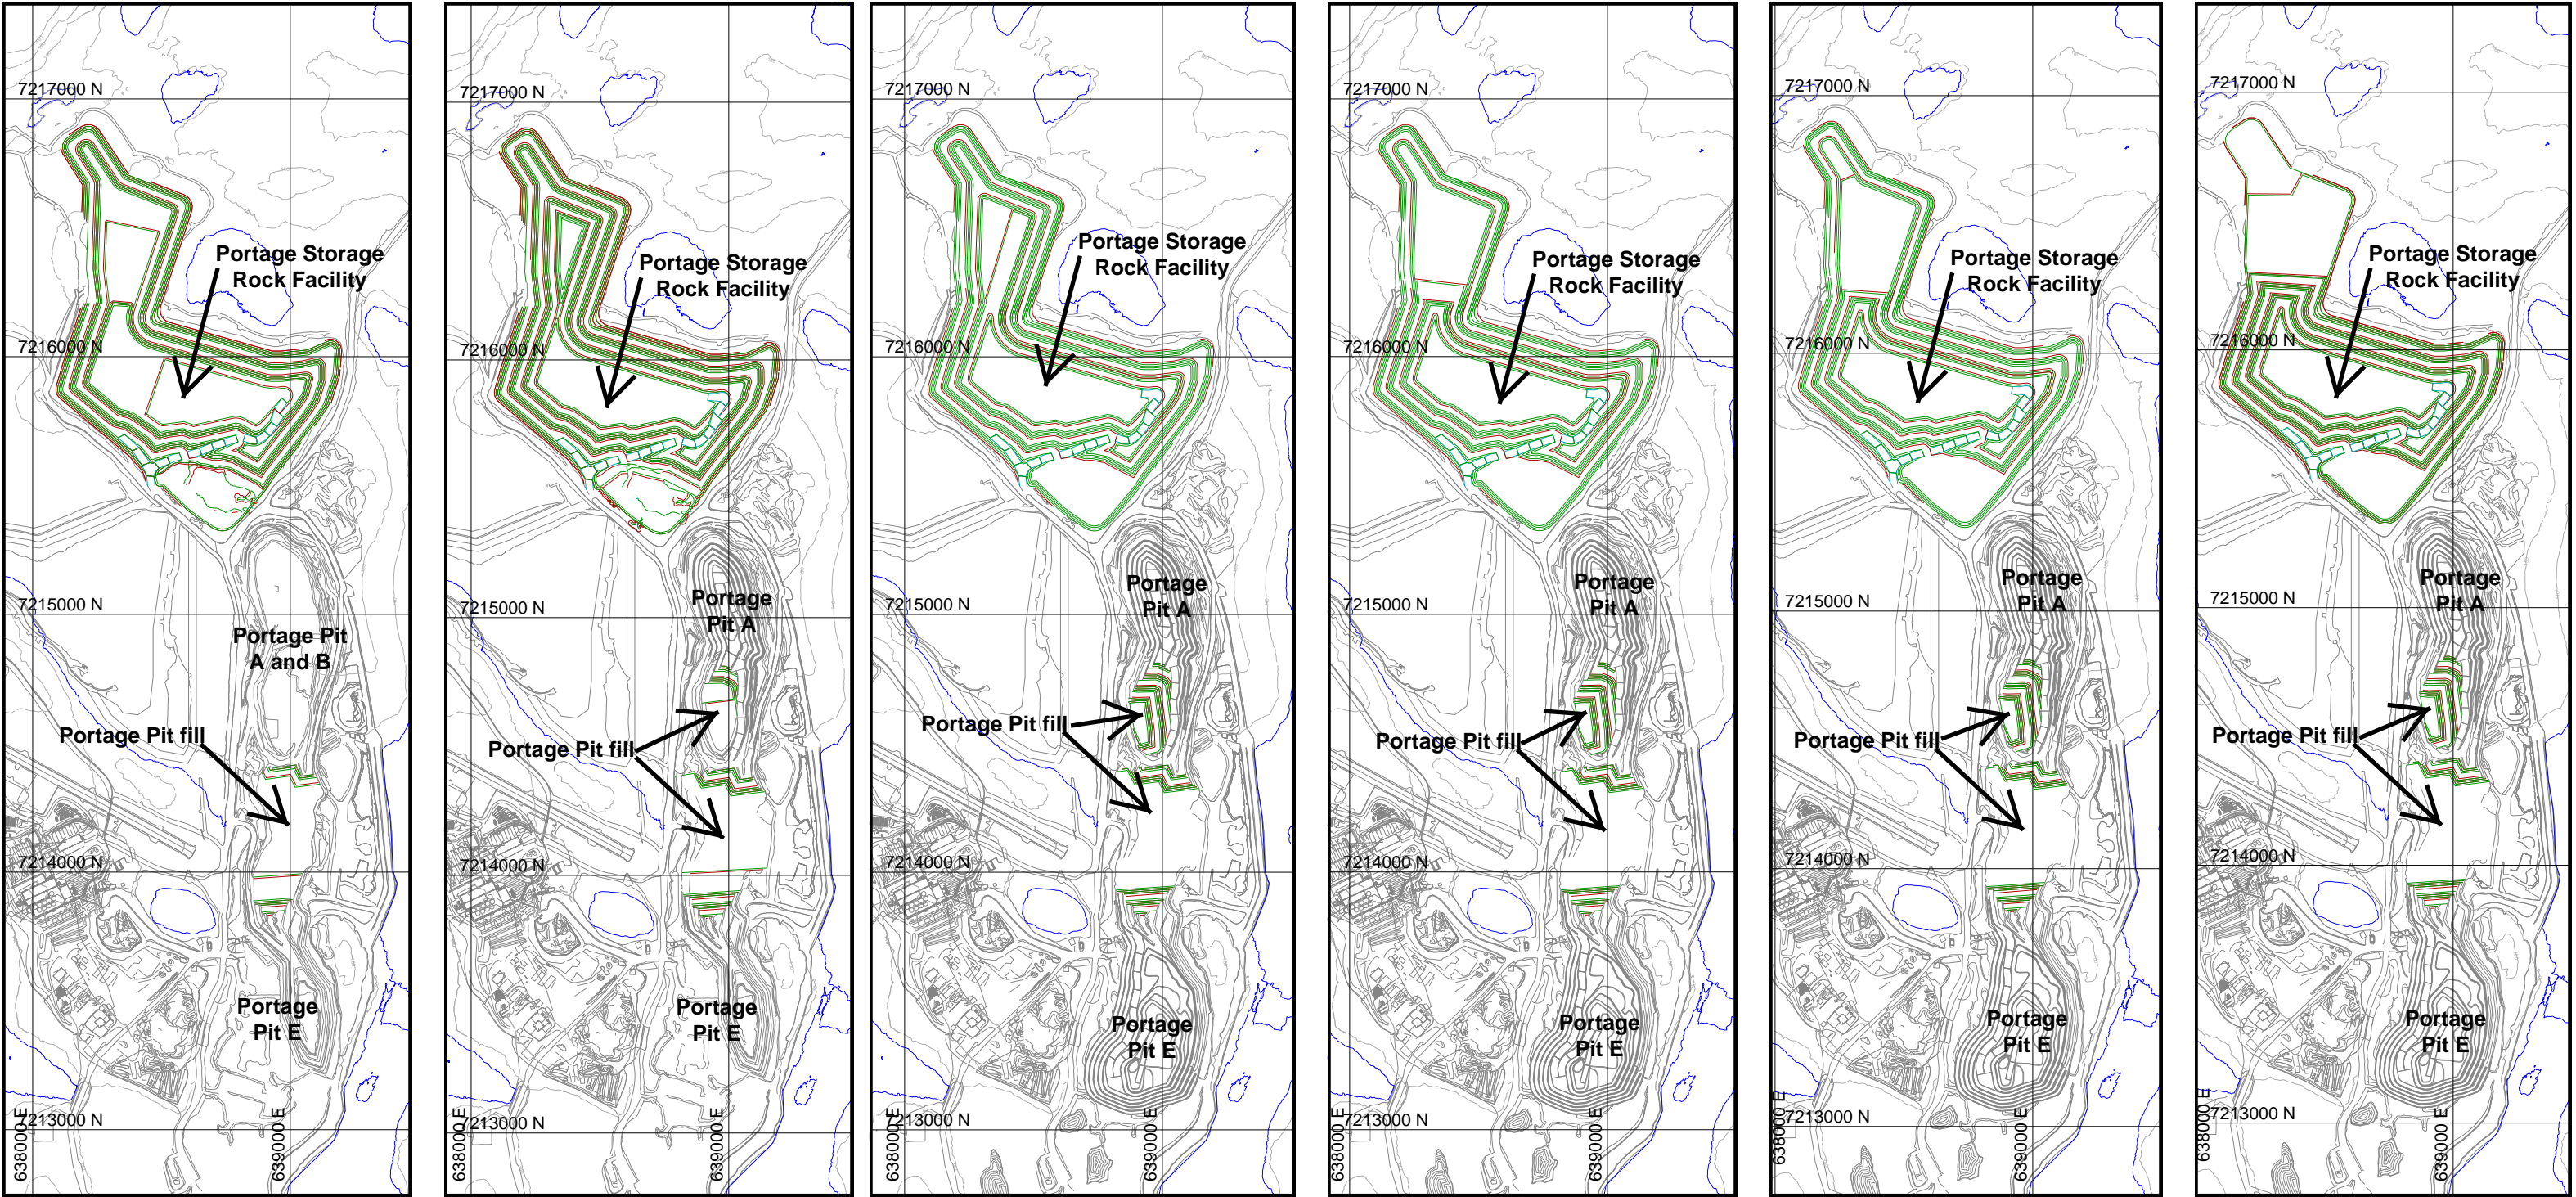 7217000 N
Portage Storage
Rock Facility
7216000 N
7215000 N
Portage Pit
A and B
Portage Pit fill
7214000 N
Portage
Pit E
7213000 N
638000 E
639000 E
7217000 N
Portage Storage
Rock Facility
7216000 N
7215000 N
Portage
Pit A
Portage Pit fill
7214000 N
Portage
Pit E
7213000 N
638000 E
639000 E
7217000 N
Portage Storage
Rock Facility
7216000 N
Portage
Pit A
7215000 N
Portage Pit fill
7214000 N
Portage
Pit E
7213000 N
638000 E
639000 E
7217000 N
Portage Storage
Rock Facility
7216000 N
Portage
Pit A
7215000 N
Portage Pit fill
7214000 N
Portage
Pit E
7213000 N
638000 E
639000 E
7217000 N
Portage Storage
Rock Facility
7216000 N
Portage
Pit A
7215000 N
Portage Pit fill
7214000 N
Portage
Pit E
7213000 N
638000 E
639000 E
7217000 N
Portage Storage
Rock Facility
7216000 N
Portage
Pit A
7215000 N
Portage Pit fill
7214000 N
Portage
Pit E
7213000 N
638000 E
639000 E